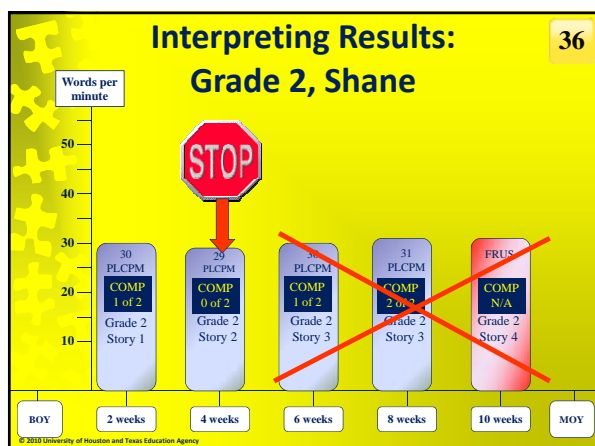 Interpreting Results:
Grade 2, Shane
36
Words per
minute
50
40
30
20
10
STOP
30
PLCPM
COMP
1 of 2
Grade 2
Story 1
29
PLCPM
COMP
0 of 2
Grade 2
Story 2
30
PLCPM
COMP
1 of 2
Grade 2
Story 3
31
PLCPM
COMP
2 of 2
Grade 2
Story 3
FRUS
COMP
N/A
Grade 2
Story 4
BOY
2 weeks
4 weeks
6 weeks
8 weeks
10 weeks
MOY
© 2010 University of Houston and Texas Education Agency